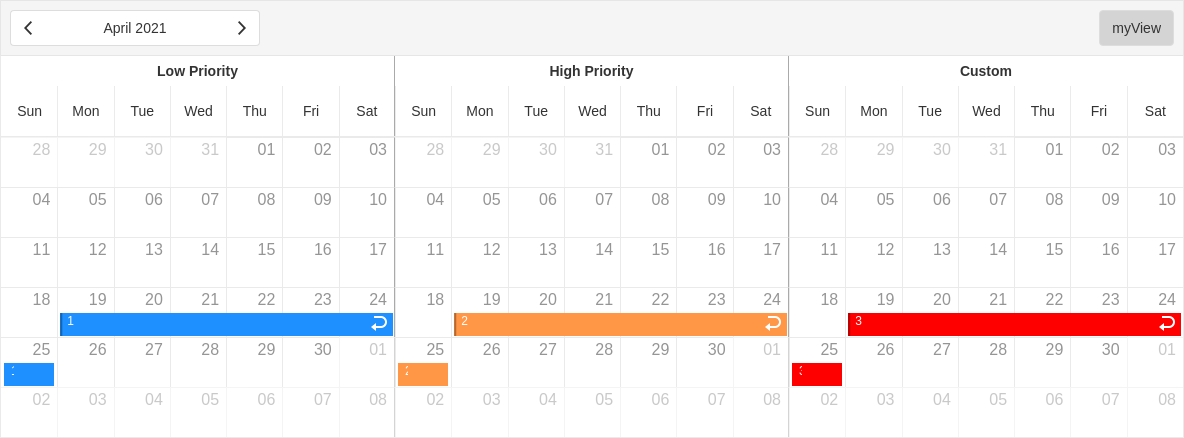 April 2021 myView
Low Priority High Priority Custom
Sun Mon Tue Wed Thu Fri Sat Sun Mon Tue Wed Thu Fri Sat Sun Mon Tue Wed Thu Fri Sat
28 29 30 31 01 02 03 28 29 30 31 01 02 03 28 29 30 31 01 02 03
04 05 06 07 08 09 10 04 05 06 07 08 09 10 04 05 06 07 08 09 10
11 12 13 14 15 16 17 11 12 13 14 15 16 17 11 12 13 14 15 16 17
18 19 20 21 22 23 24 18 19 20 21 22 23 24 18 19 20 21 22 23 24
1 2 3
25 26 27 28 29 30 01 25 26 27 28 29 30 01 25 26 27 28 29 30 01
02 03 04 05 06 07 08 02 03 04 05 06 07 08 02 03 04 05 06 07 08